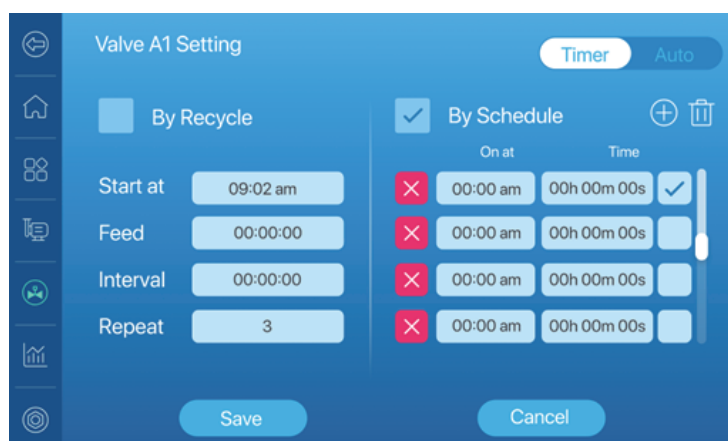 Valve A1 Setting
Timer Auto
By Recycle
By Schedule
On at Time
Start at 09:02 am
00:00 am 00h 00m 00s
Feed 00:00:00
00:00 am 00h 00m 00s
Interval 00:00:00
00:00 am 00h 00m 00s
Repeat 3
00:00 am 00h 00m 00s
Save
Cancel